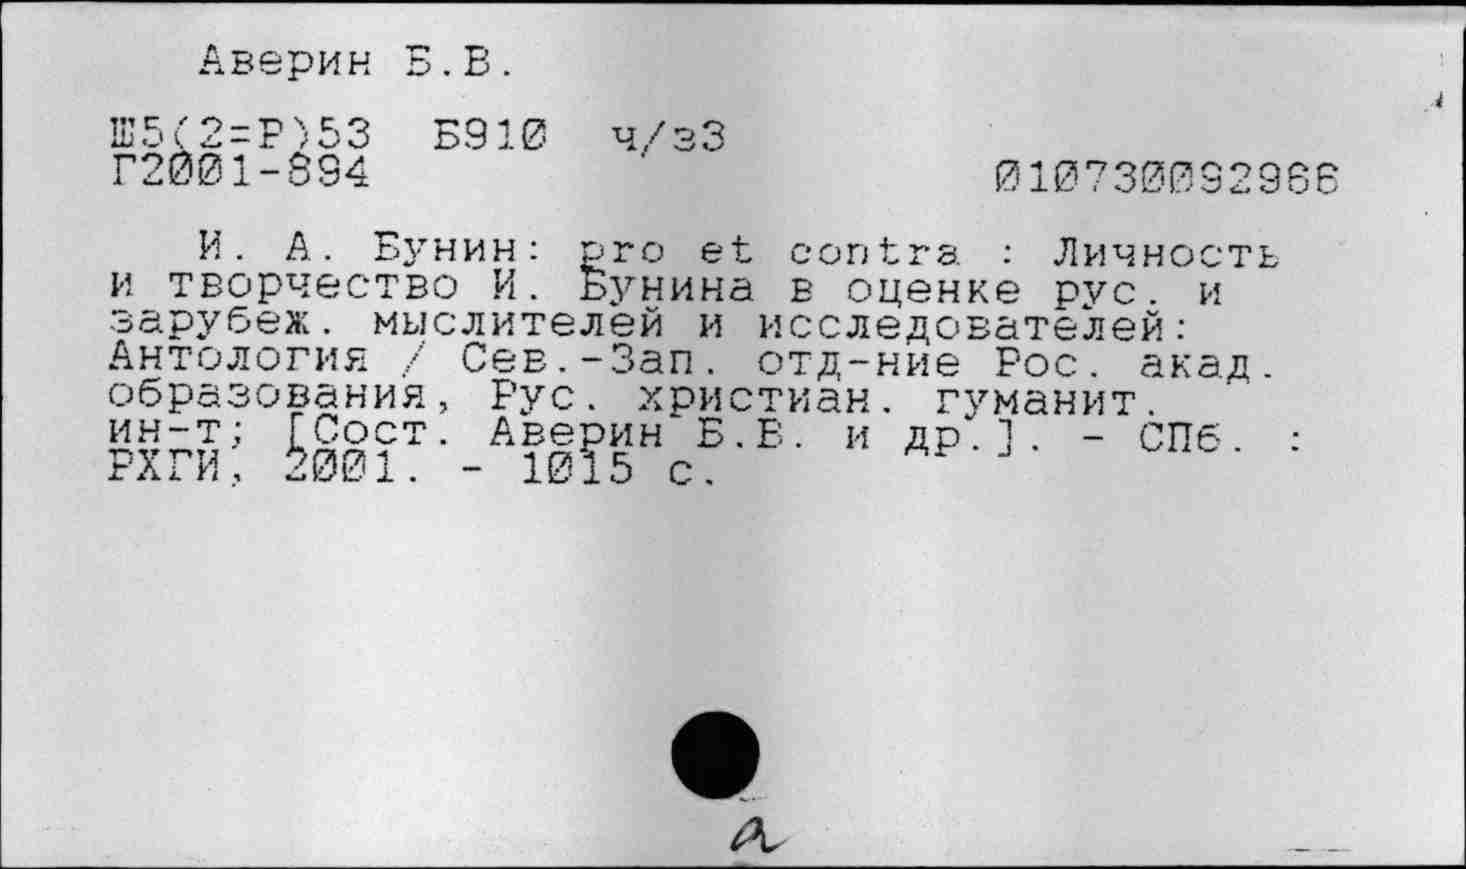 Аверин Б.В.
Ш5(2=Р)53 Б910 ч/з3
Г2001-894
010730092966
И. А. Бунин: pro et contra : Личность
и творчество И. Бунина в оценке рус. и
зарубеж. мыслителей и исследователей:
Антология / Сев.-Зап. отд-ние Рос. акад.
образования, Рус. христиан. гуманит.
ин-т; [Сост. Аверин Б.В. и др.]. - СПб. :
РХГИ, 2001. - 1015 с.